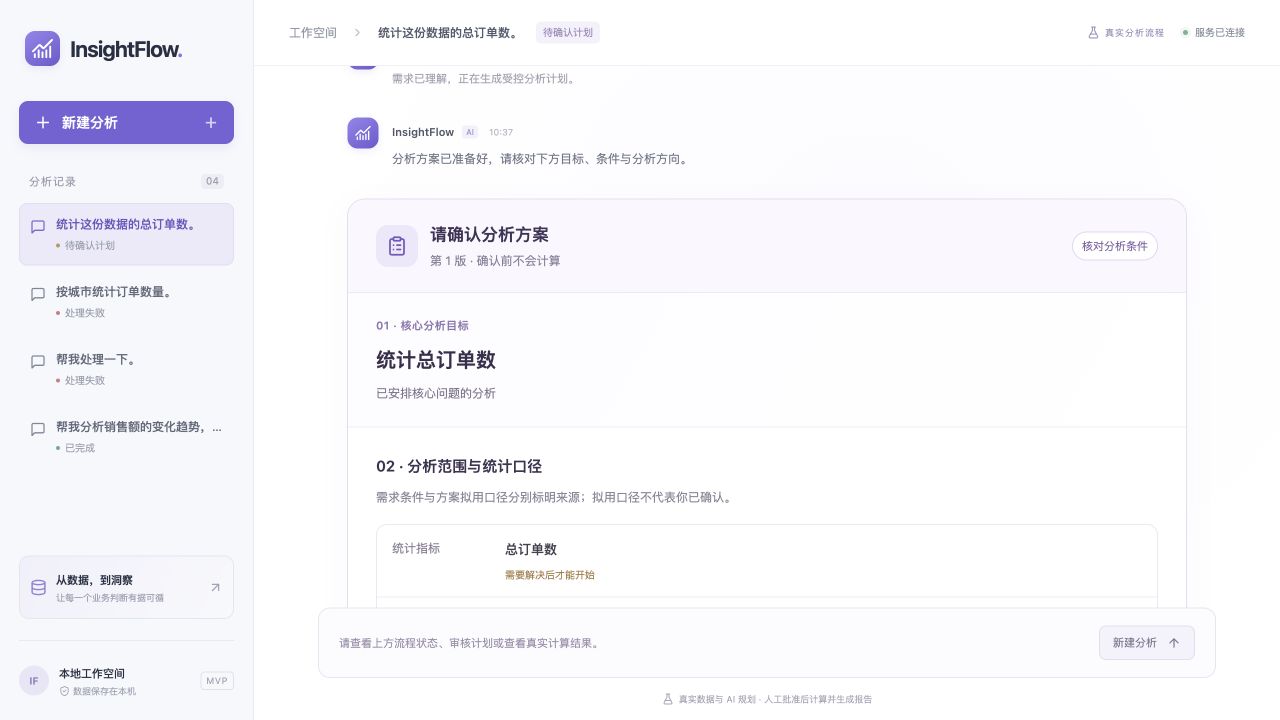 InsightFlow.
新建分析
分析记录
04
统计这份数据的总订单数。
待确认计划
按城市统计订单数量。
处理失败
帮我处理一下。
处理失败
帮我分析销售额的变化趋势，...
已完成
从数据，到洞察
让每一个业务判断有据可循
IF
本地工作空间
数据保存在本机
MVP
工作空间
统计这份数据的总订单数。
待确认计划
真实分析流程
服务已连接
需求已理解，正在生成受控分析计划。
InsightFlow AI 10:37
分析方案已准备好，请核对下方目标、条件与分析方向。
请确认分析方案
第 1 版 · 确认前不会计算
核对分析条件
01 · 核心分析目标
统计总订单数
已安排核心问题的分析
02 · 分析范围与统计口径
需求条件与方案拟用口径分别标明来源；拟用口径不代表你已确认。
统计指标
总订单数
需要解决后才能开始
请查看上方流程状态、审核计划或查看真实计算结果。
新建分析
真实数据与 AI 规划 · 人工批准后计算并生成报告